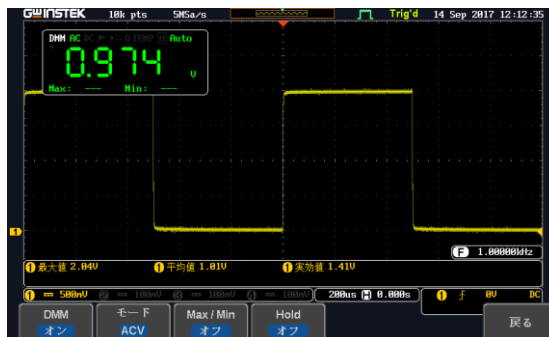 GWINSTEK 10k pts 5MSa/s Trig'd 14 Sep 2017 12:12:35
DMM AC DC Ω TEMP Auto
0.974 V
Max: --- Min: ---
1
F 1.00000kHz
1 最大値 2.04V 1 平均値 1.01V 1 実効値 1.41V
1 500mV 2 100mV 3 100mV 4 100mV 200us H 0.000s 1 0V DC
DMM モード Max / Min Hold
オン ACV オフ オフ 戻る